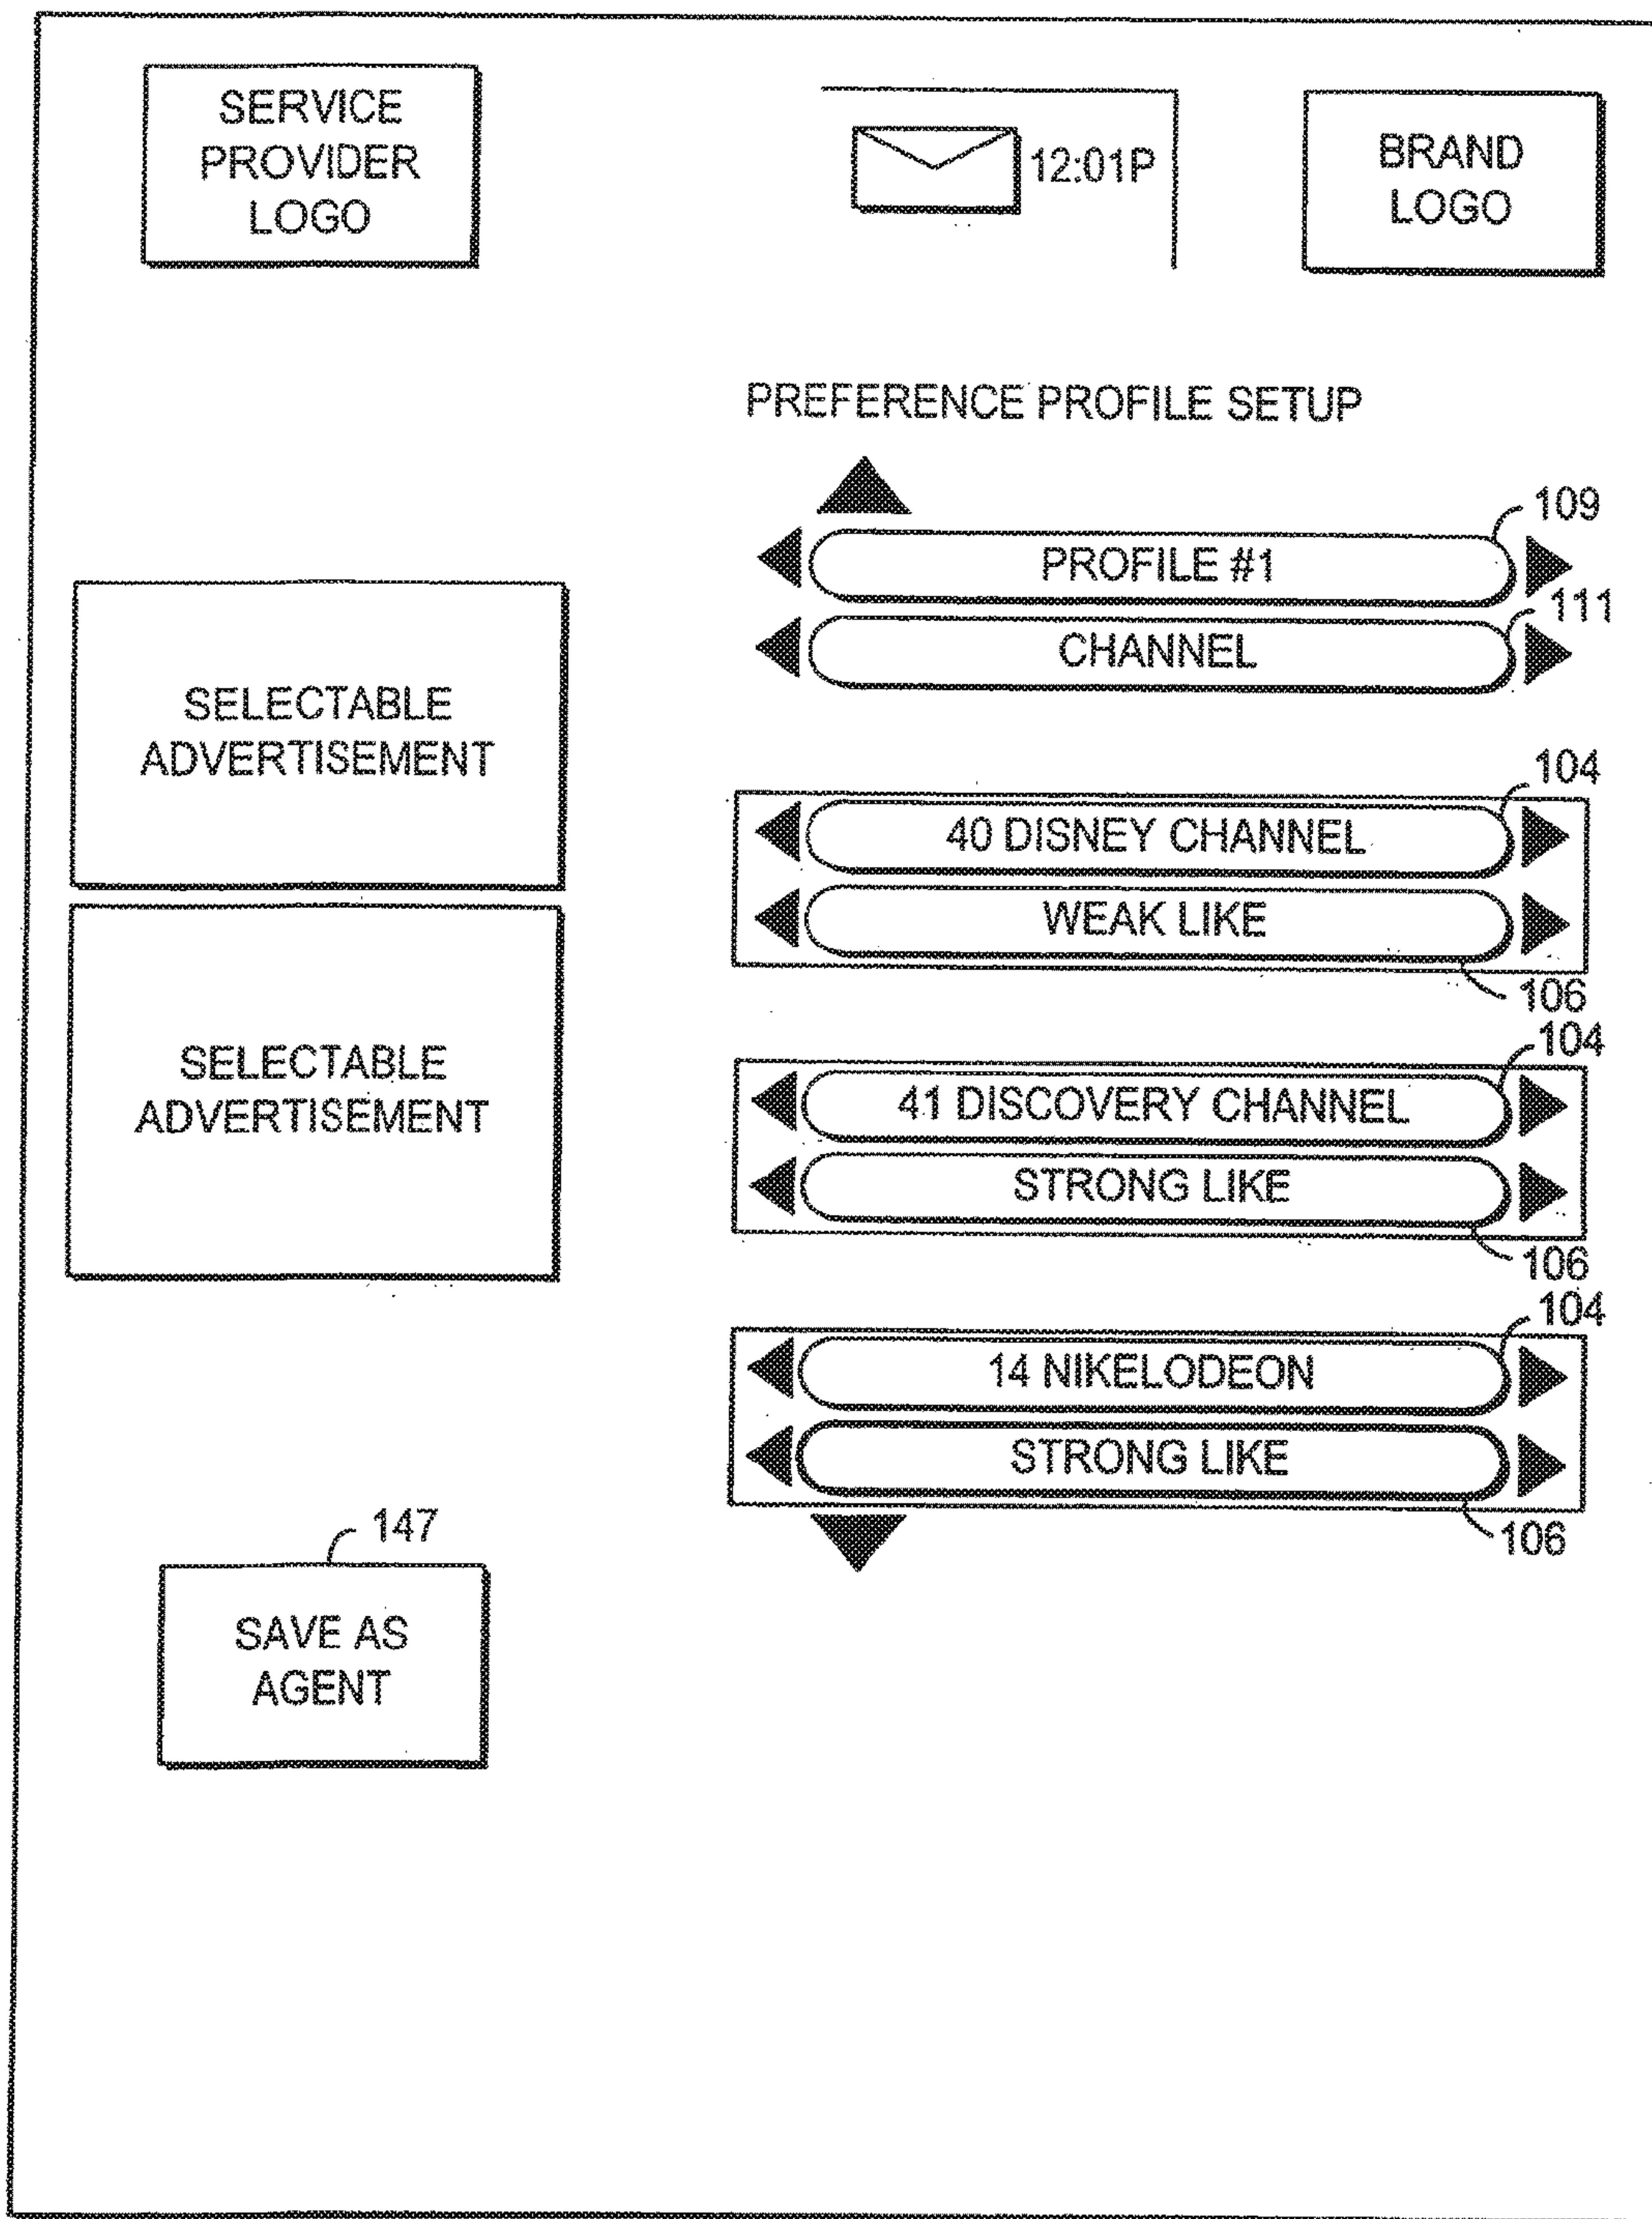 SERVICE
PROVIDER
LOGO
12:01P
BRAND
LOGO
PREFERENCE PROFILE SETUP
109
PROFILE #1
111
CHANNEL
SELECTABLE
ADVERTISEMENT
104
40 DISNEY CHANNEL
WEAK LIKE
106
SELECTABLE
ADVERTISEMENT
104
41 DISCOVERY CHANNEL
STRONG LIKE
106
104
14 NIKELODEON
STRONG LIKE
106
147
SAVE AS
AGENT